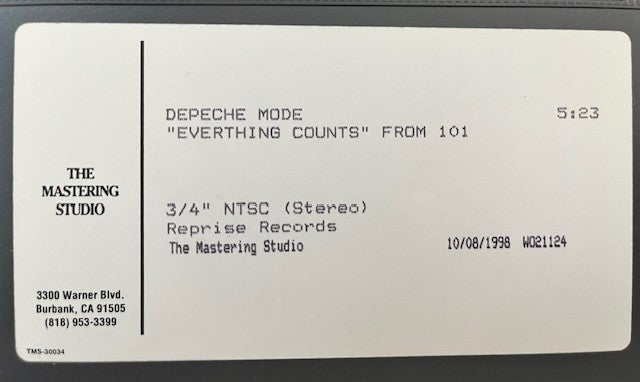 DEPECHE MODE 5:23
"EVERTHING COUNTS" FROM 101
THE
MASTERING
STUDIO
3/4" NTSC (Stereo)
Reprise Records
The Mastering Studio 10/08/1998 WO21124
3300 Warner Blvd.
Burbank, CA 91505
(818) 953-3399
TMS-30034